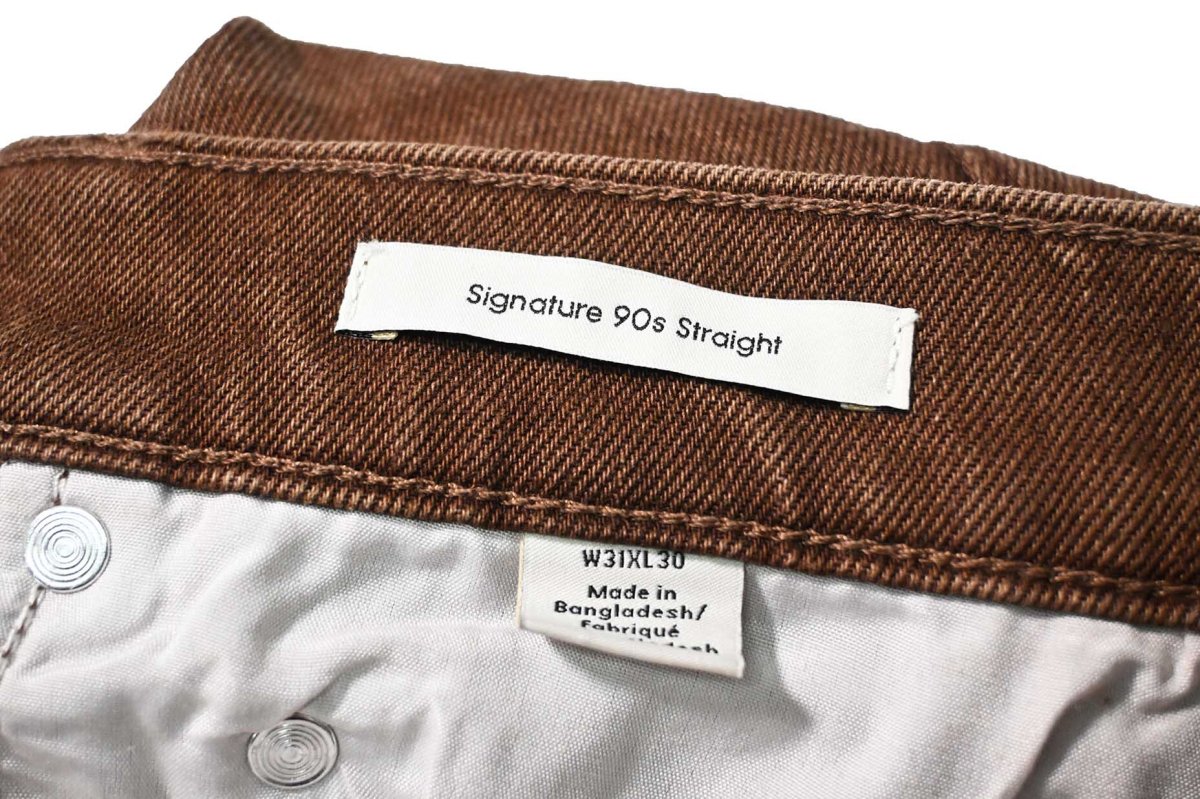 Signature 90s Straight
W31XL30
Made in
Bangladesh/
Fabriqué